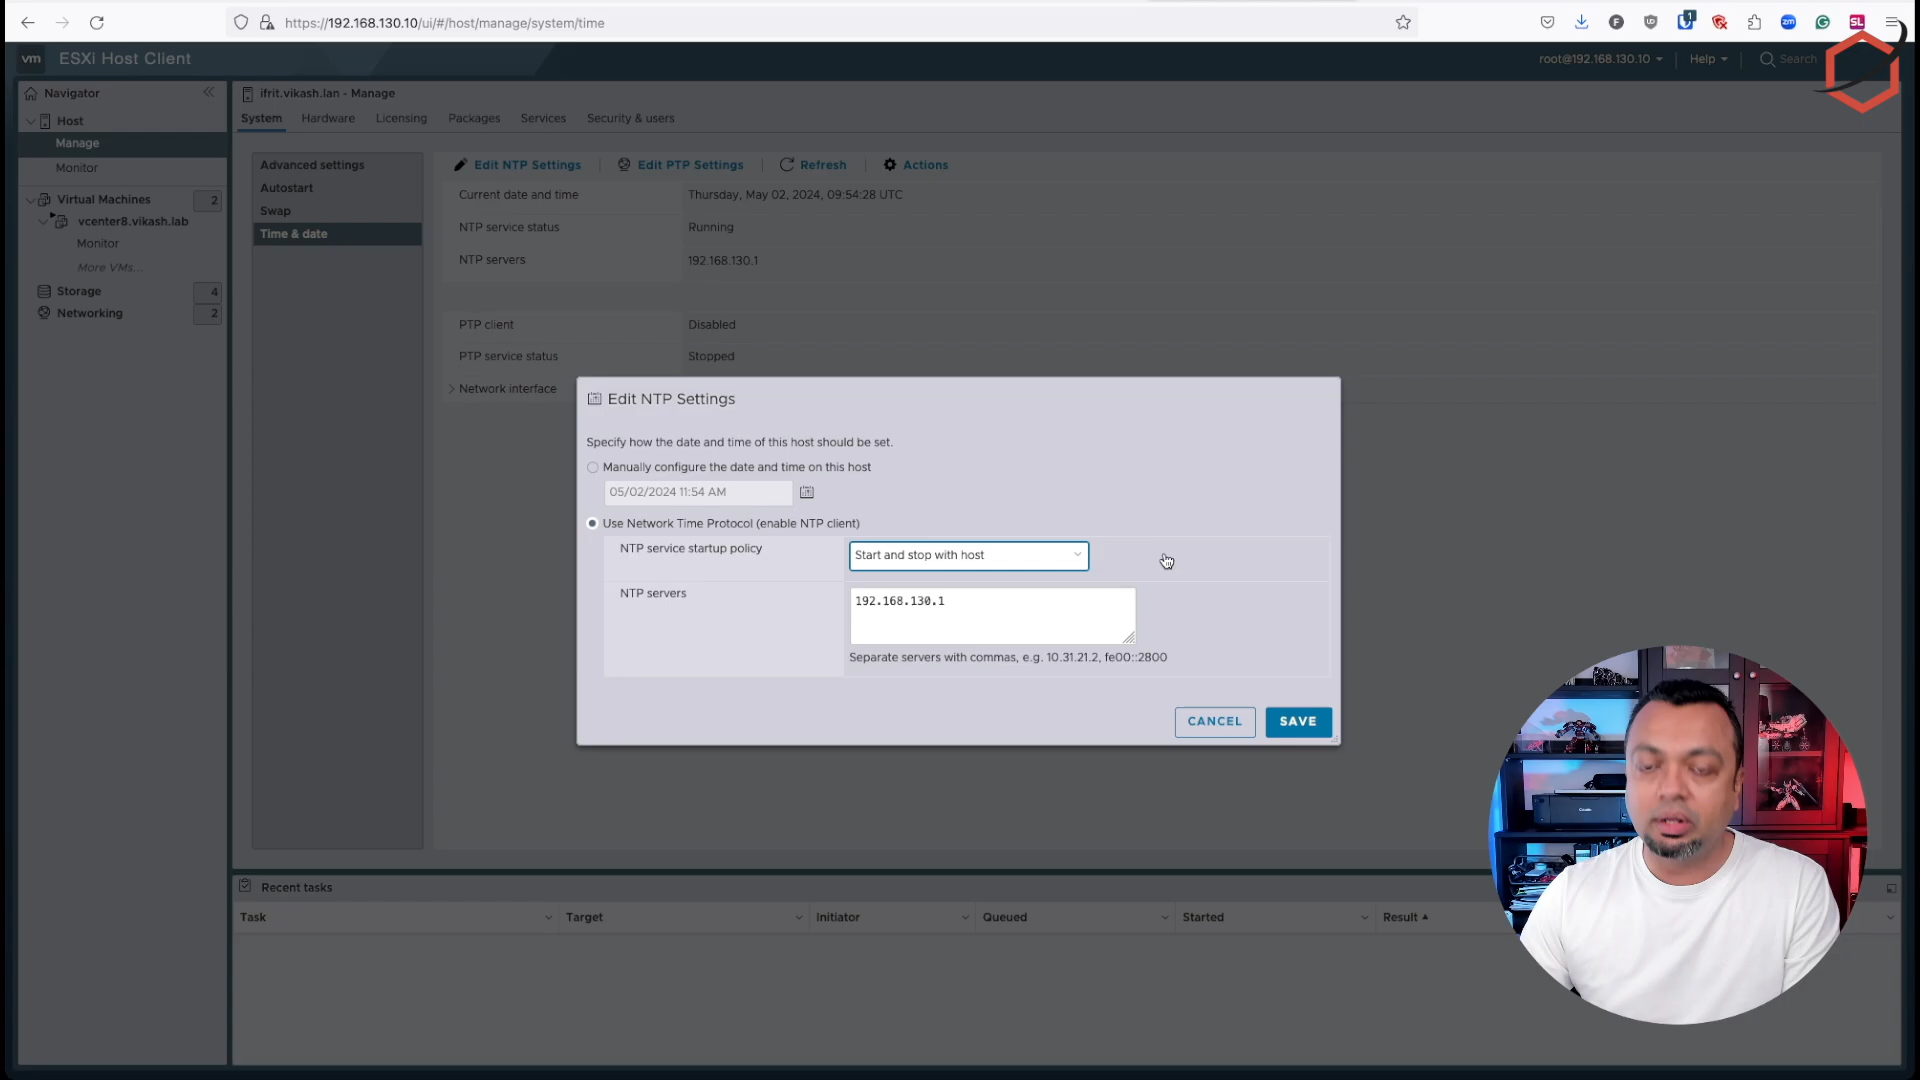 https://192.168.130.10/ui/#/host/manage/system/time
1
F
UD
zm
G
SL
vm
ESXi Host Client
root@192.168.130.10
Help
Search
Navigator
Host
Manage
Monitor
Virtual Machines
2
vcenter8.vikash.lab
Monitor
More VMs...
Storage
4
Networking
2
ifrit.vikash.lan - Manage
System
Hardware
Licensing
Packages
Services
Security & users
Advanced settings
Autostart
Swap
Time & date
Edit NTP Settings
Edit PTP Settings
Refresh
Actions
Current date and time
Thursday, May 02, 2024, 09:54:28 UTC
NTP service status
Running
NTP servers
192.168.130.1
PTP client
Disabled
PTP service status
Stopped
Network interface
Edit NTP Settings
Specify how the date and time of this host should be set.
Manually configure the date and time on this host
05/02/2024 11:54 AM
Use Network Time Protocol (enable NTP client)
NTP service startup policy
Start and stop with host
NTP servers
192.168.130.1
Separate servers with commas, e.g. 10.31.21.2, fe00::2800
CANCEL
SAVE
Recent tasks
Task
Target
Initiator
Queued
Started
Result